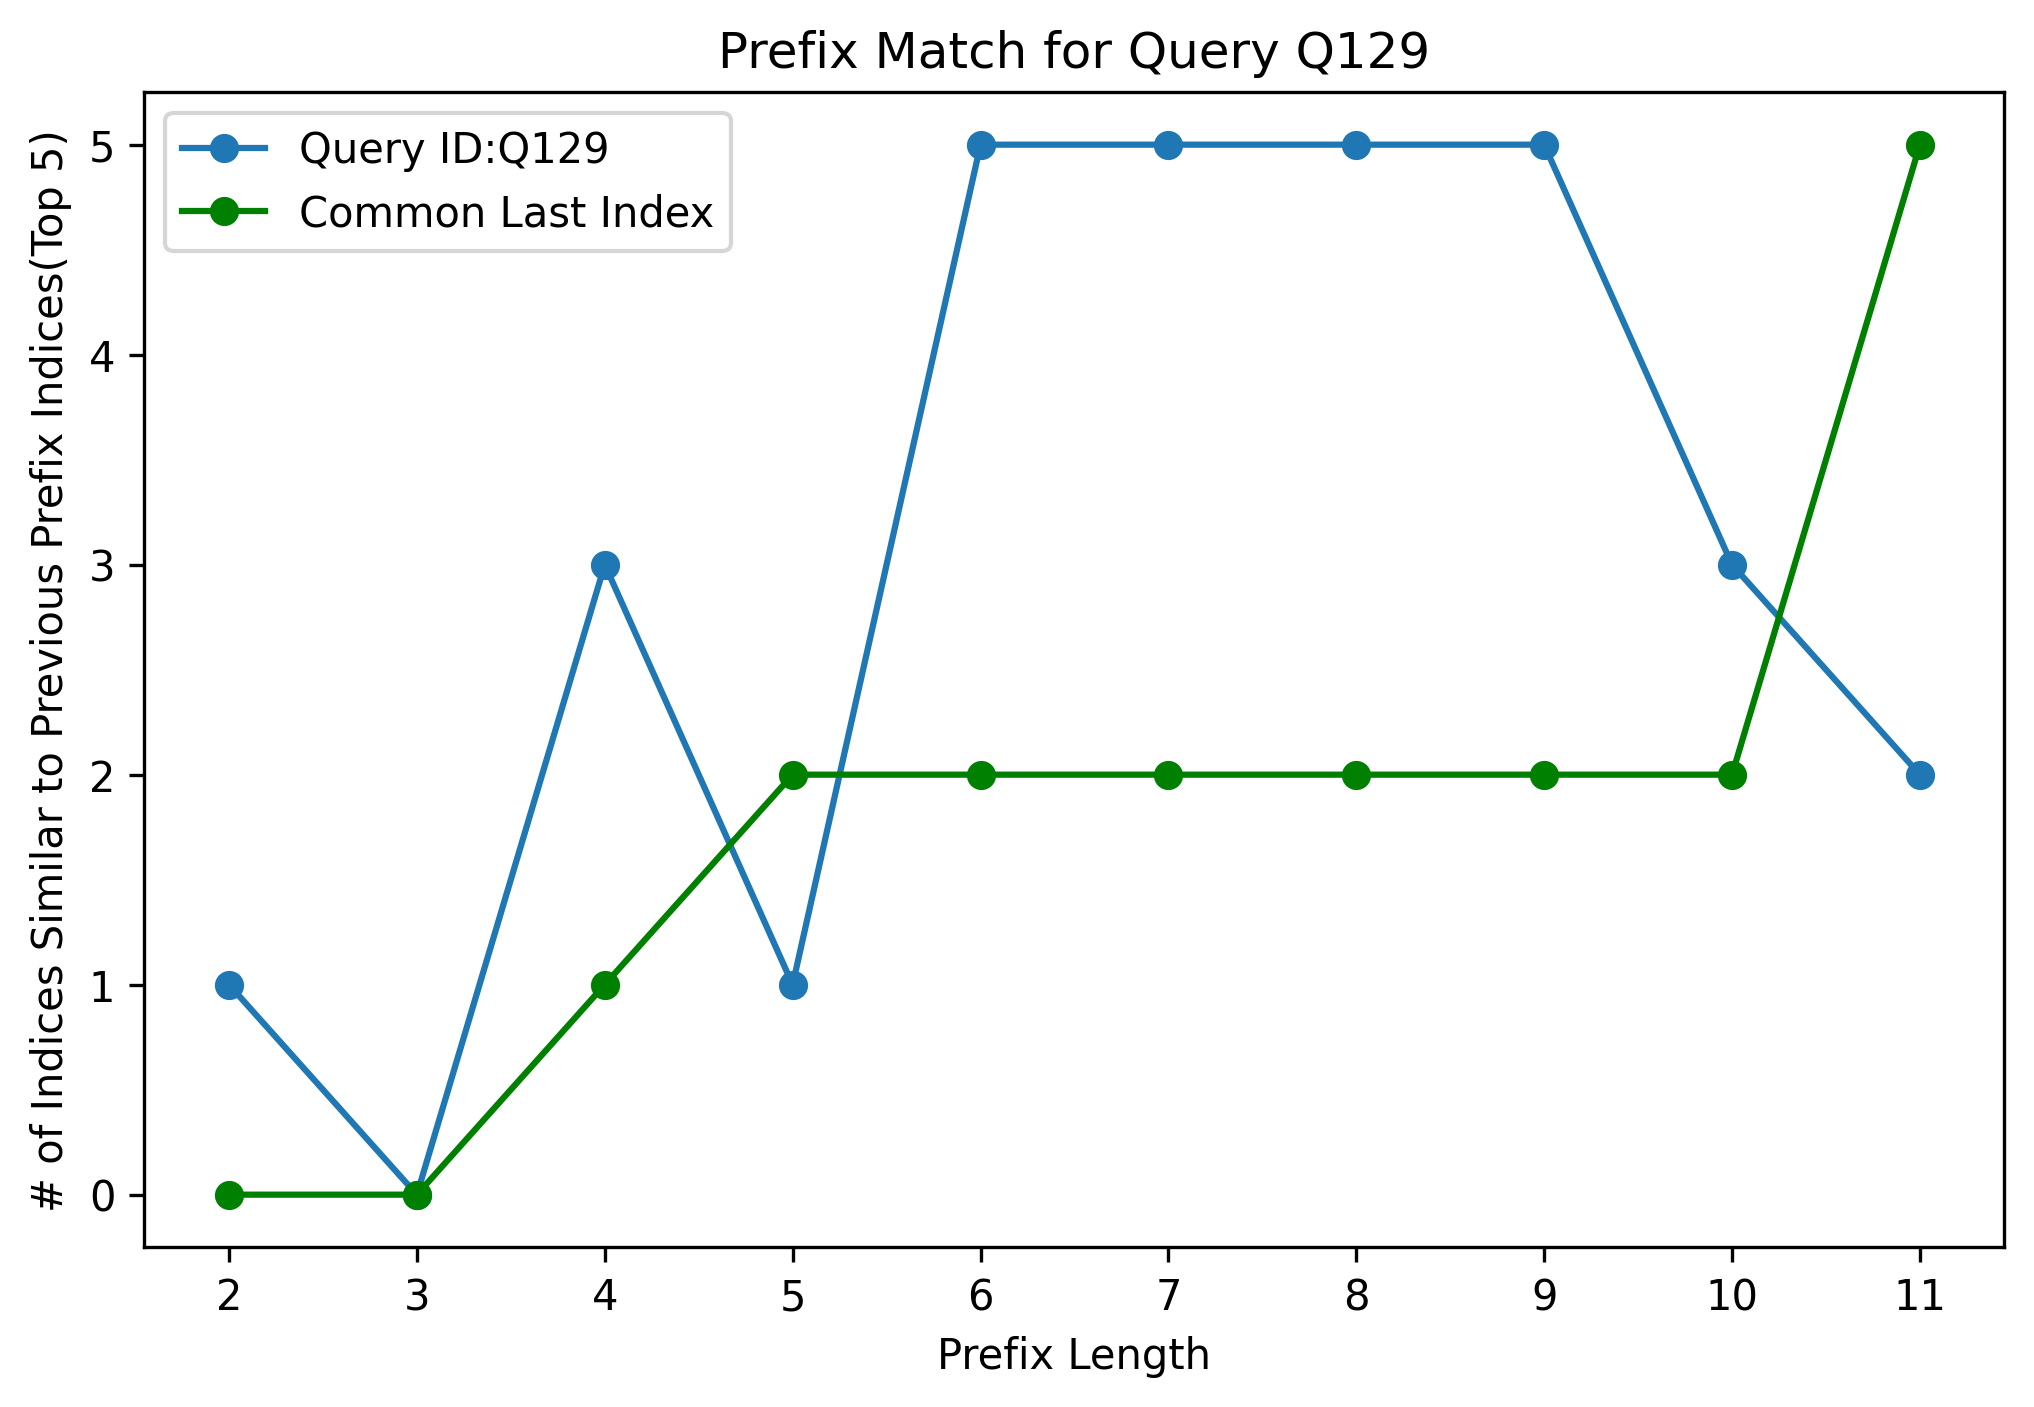 Prefix Match for Query Q129
Query ID:Q129
Common Last Index
# of Indices Similar to Previous Prefix Indices(Top 5)
5
4
3
2
1
0
2 3 4 5 6 7 8 9 10 11
Prefix Length